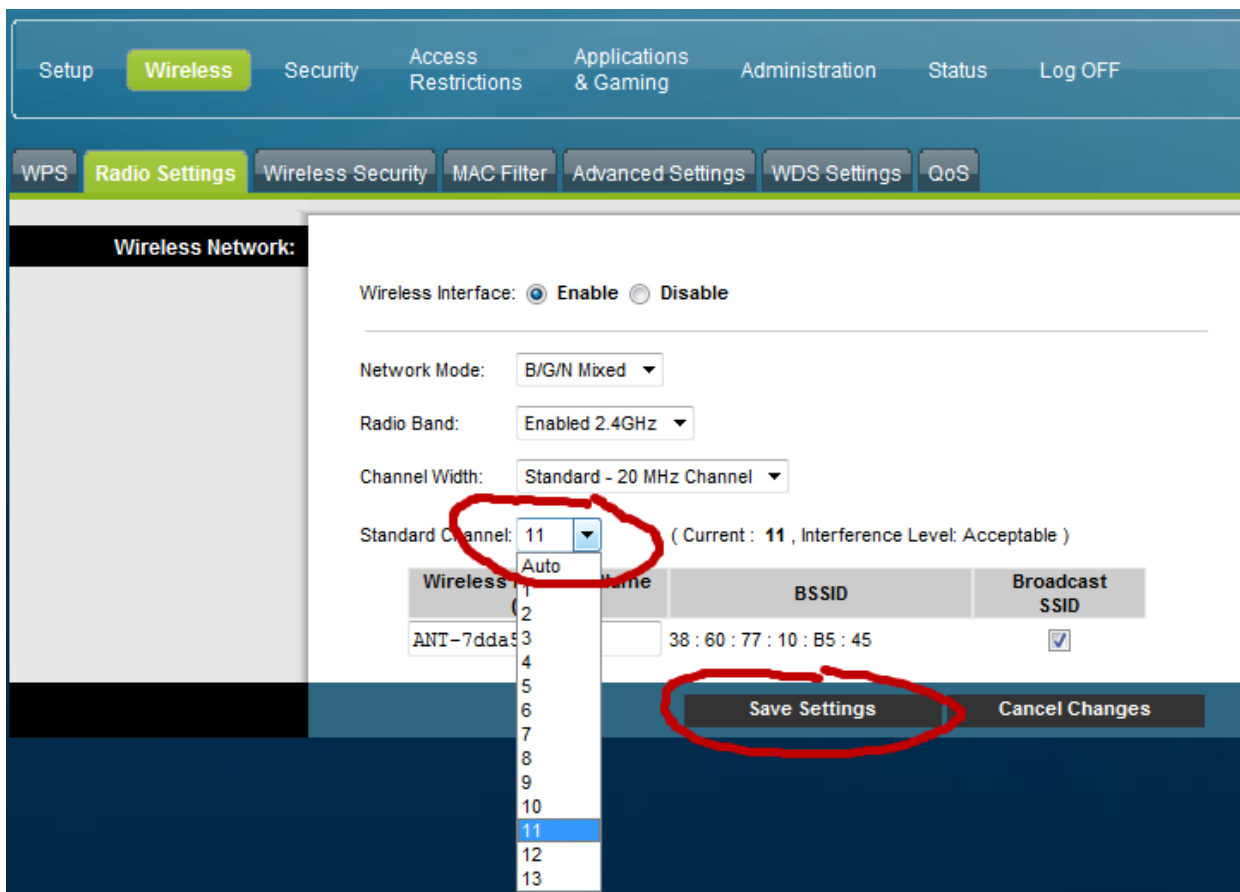 Setup Wireless Security Access Restrictions Applications & Gaming Administration Status Log OFF
WPS Radio Settings Wireless Security MAC Filter Advanced Settings WDS Settings QoS
Wireless Network:
Wireless Interface: Enable Disable
Network Mode: B/G/N Mixed
Radio Band: Enabled 2.4GHz
Channel Width: Standard - 20 MHz Channel
Standard Channel: 11 ( Current : 11 , Interference Level: Acceptable )
Auto
1
2
3
4
5
6
7
8
9
10
11
12
13
Wireless
BSSID
Broadcast
SSID
ANT-7dda5 38 : 60 : 77 : 10 : B5 : 45
Save Settings Cancel Changes